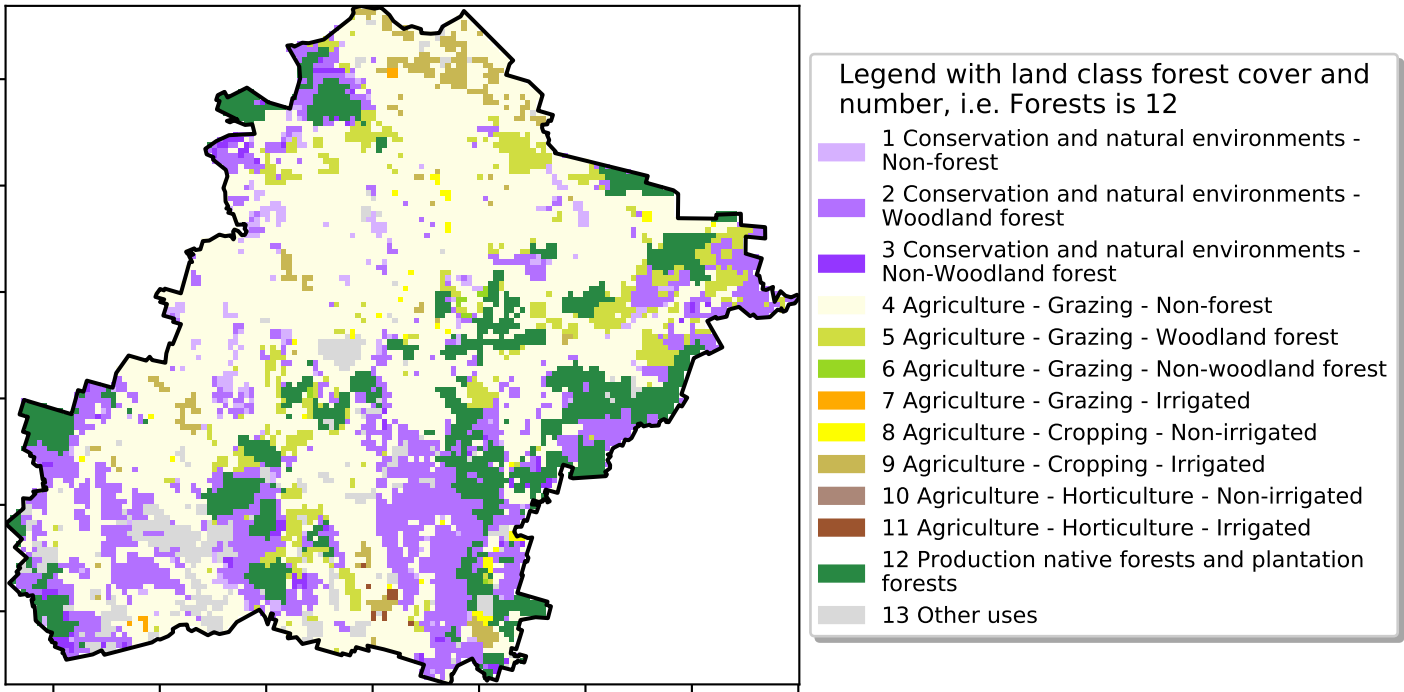 Legend with land class forest cover and
number, i.e. Forests is 12
1 Conservation and natural environments -
Non-forest
2 Conservation and natural environments -
Woodland forest
3 Conservation and natural environments -
Non-Woodland forest
4 Agriculture - Grazing - Non-forest
5 Agriculture - Grazing - Woodland forest
6 Agriculture - Grazing - Non-woodland forest
7 Agriculture - Grazing - Irrigated
8 Agriculture - Cropping - Non-irrigated
9 Agriculture - Cropping - Irrigated
10 Agriculture - Horticulture - Non-irrigated
11 Agriculture - Horticulture - Irrigated
12 Production native forests and plantation
forests
13 Other uses